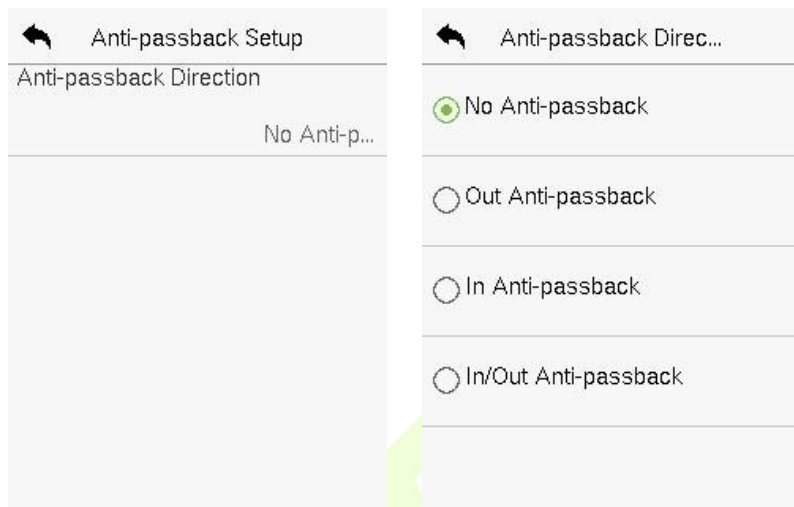 Anti-passback Setup
Anti-passback Direction
No Anti-p...
Anti-passback Direc...
No Anti-passback
Out Anti-passback
In Anti-passback
In/Out Anti-passback